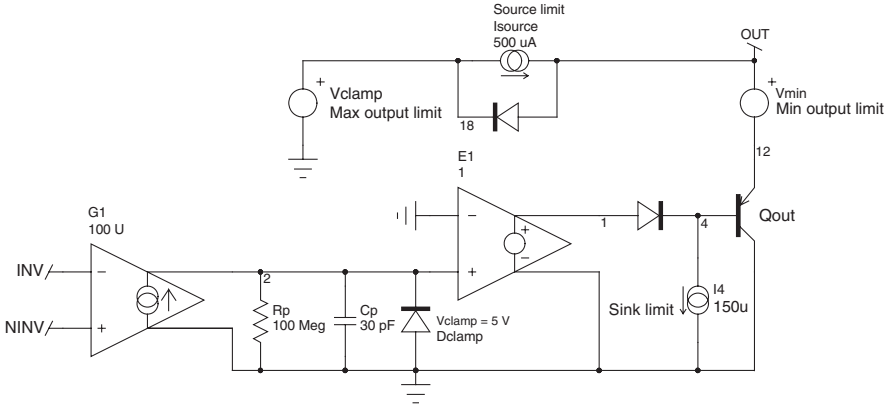 Source limit
Isource
500 uA
OUT
+
Vclamp
Max output limit
+
Vmin
Min output limit
18
12
E1
1
G1
100 U
−
+
−
1
4
Qout
INV
−
2
+
NINV
+
Rp
100 Meg
Cp
30 pF
Vclamp = 5 V
Dclamp
Sink limit
I4
150u